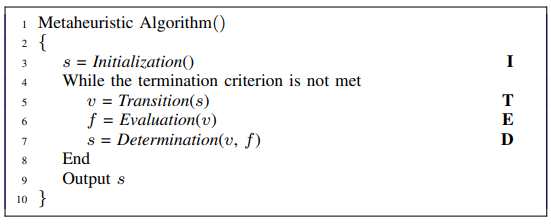 1 Metaheuristic Algorithm()
2 {
3 s = Initialization() I
4 While the termination criterion is not met
5 v = Transition(s) T
6 f = Evaluation(v) E
7 s = Determination(v, f) D
8 End
9 Output s
10 }